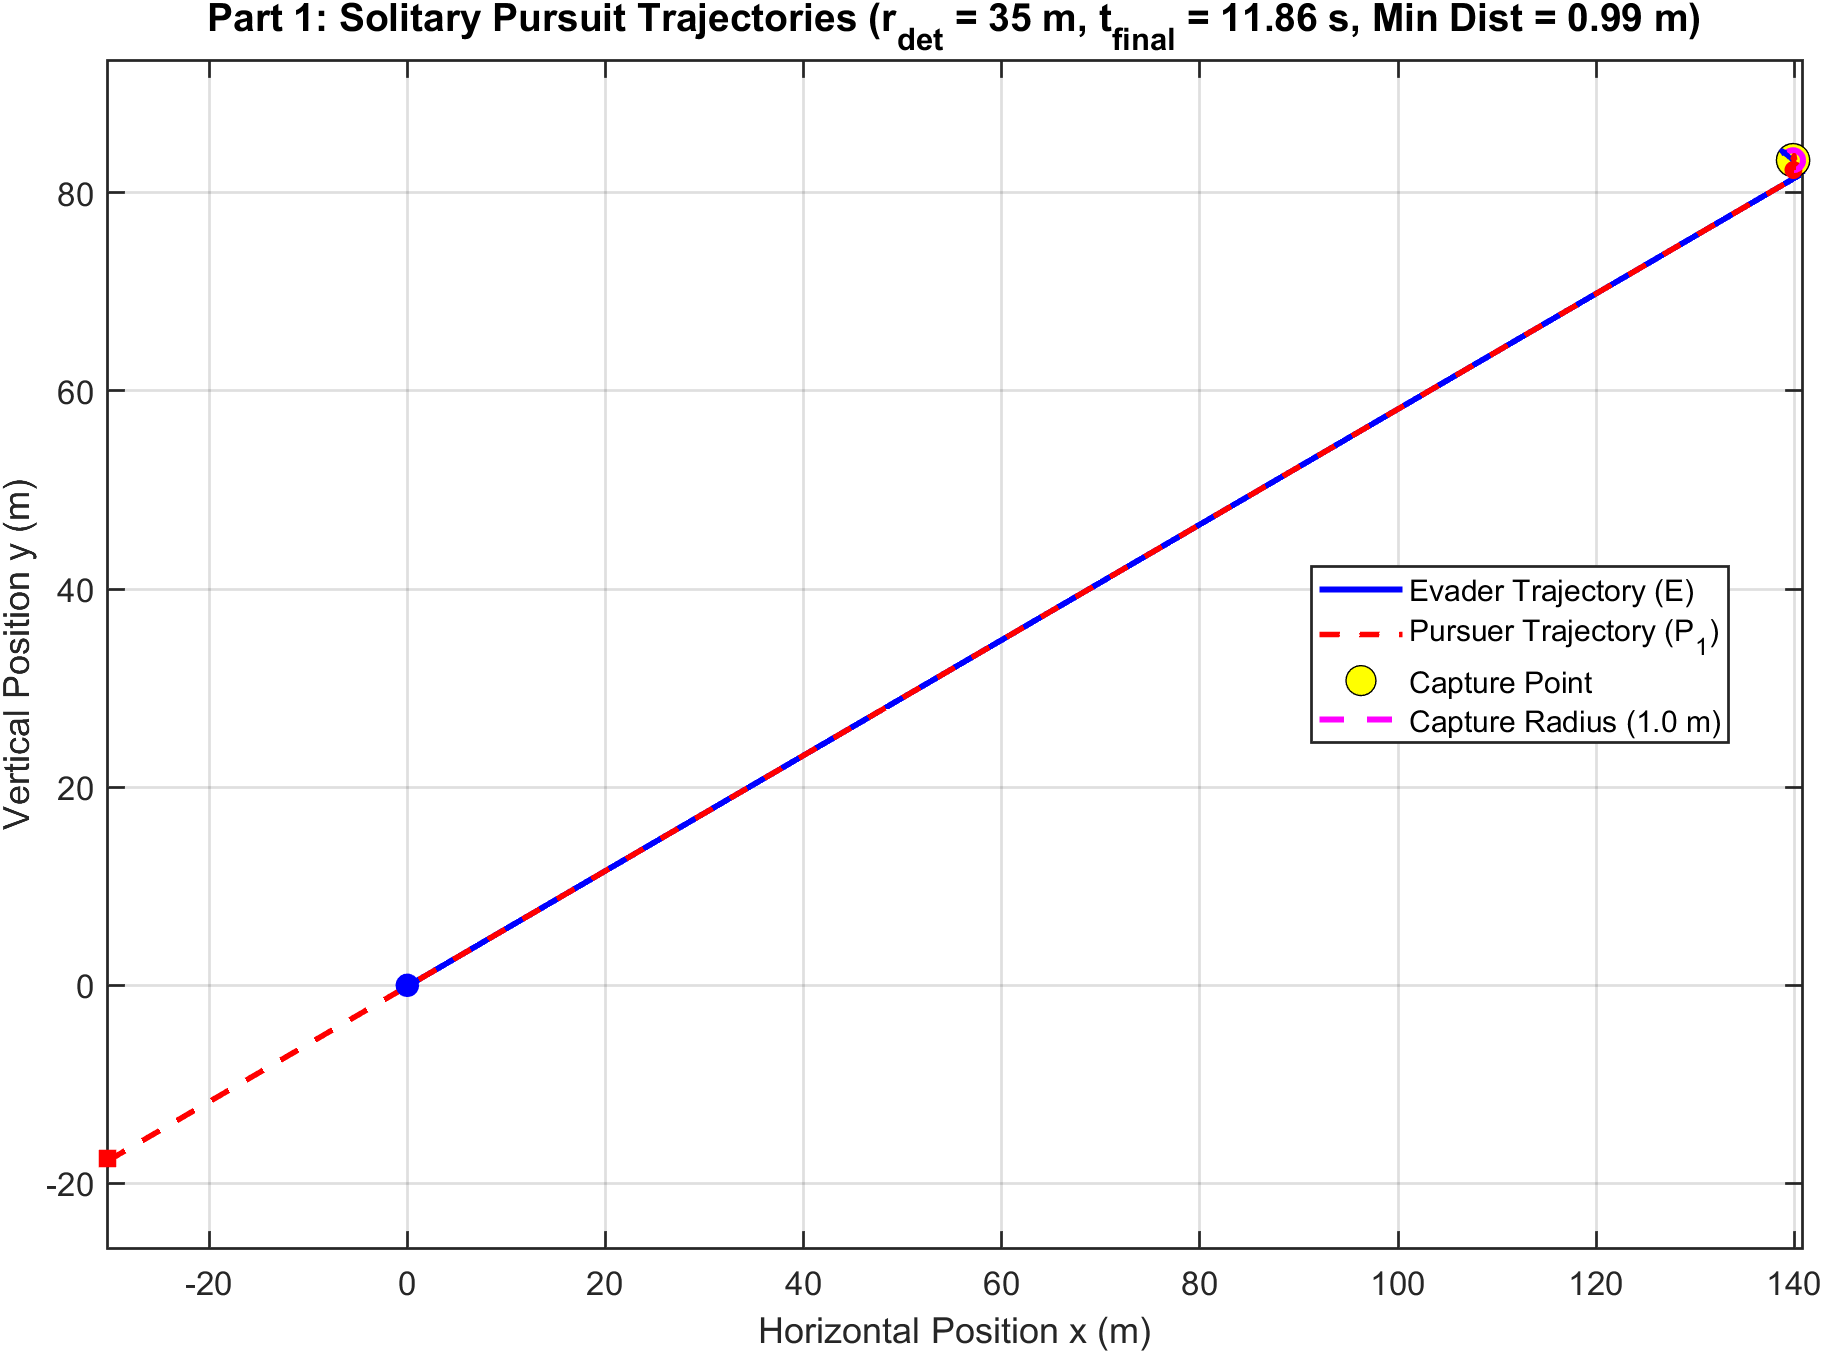 Part 1: Solitary Pursuit Trajectories (r_det = 35 m, t_final = 11.86 s, Min Dist = 0.99 m)
80
60
40
20
0
-20
Vertical Position y (m)
Evader Trajectory (E)
Pursuer Trajectory (P_1)
Capture Point
Capture Radius (1.0 m)
-20 0 20 40 60 80 100 120 140
Horizontal Position x (m)